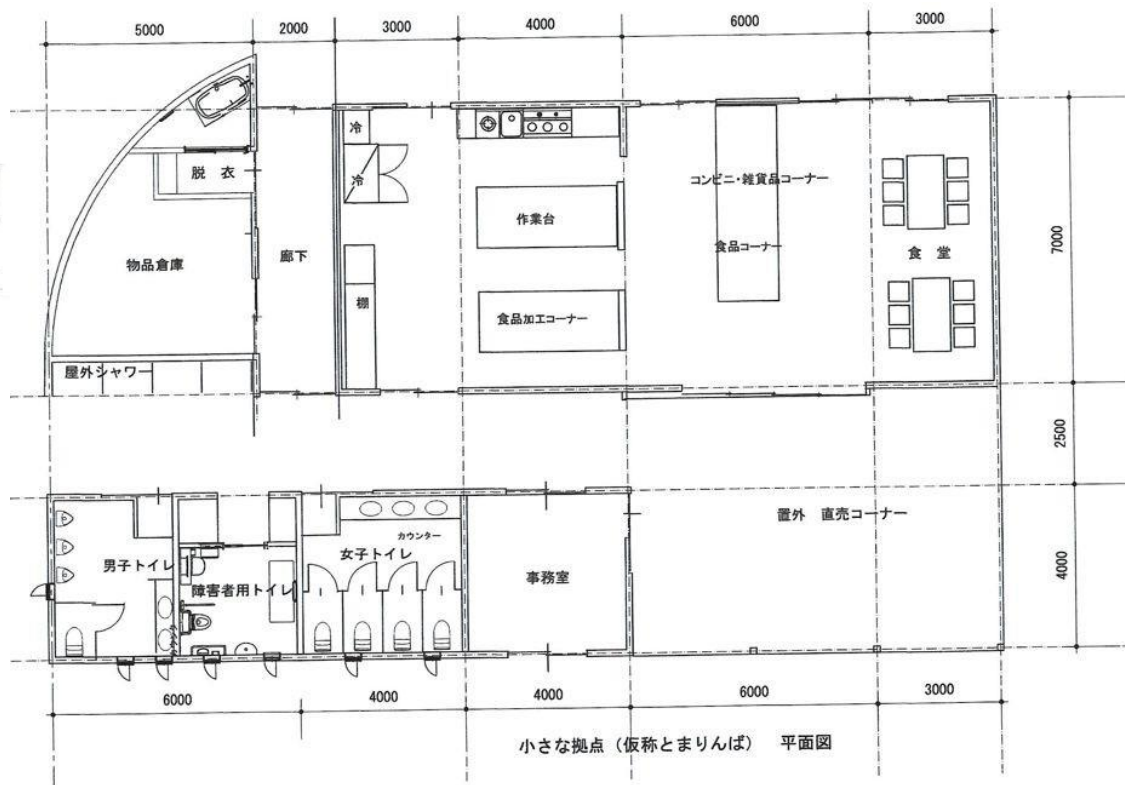 5000
2000
3000
4000
6000
3000
冷
冷
脱 衣
コンビニ・雑貨品コーナー
作業台
食品コーナー
物品倉庫
廊下
食 堂
7000
棚
食品加工コーナー
屋外シャワー
2500
置外 直売コーナー
カウンター
女子トイレ
男子トイレ
障害者用トイレ
事務室
4000
カウンタ
6000
4000
4000
6000
3000
小さな拠点(仮称とまりんば) 平面図